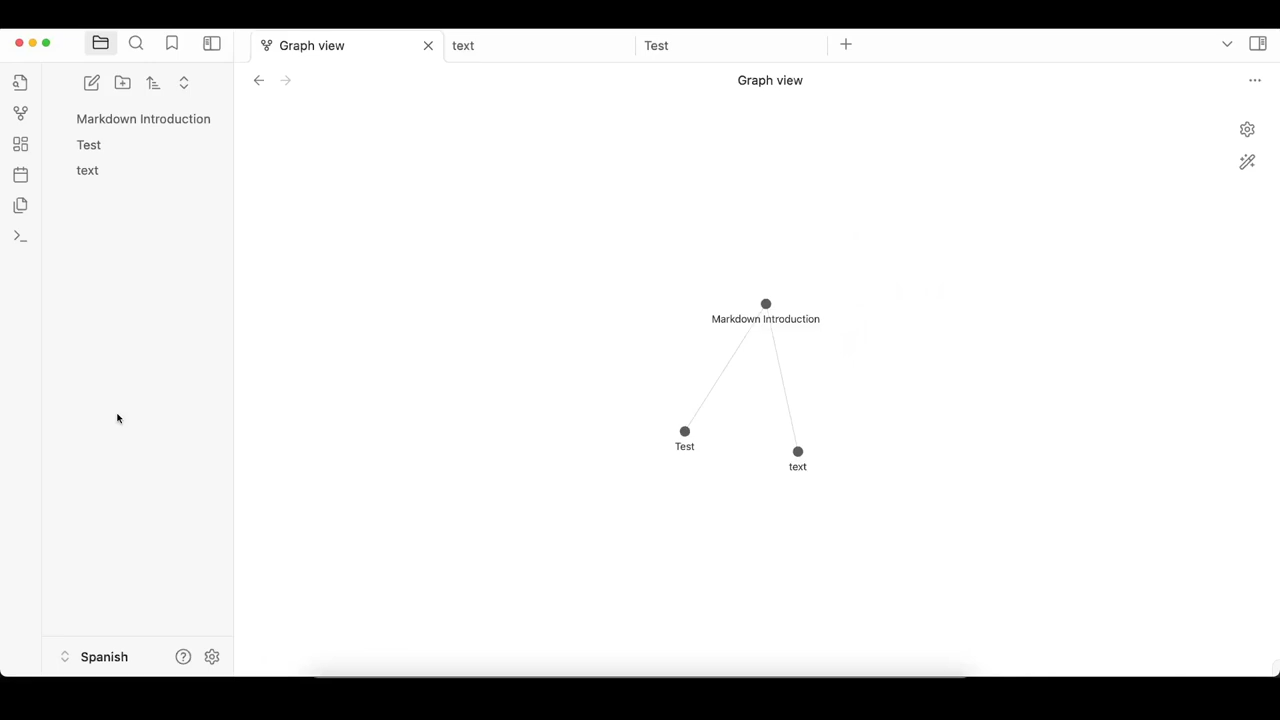 Graph view
text
Test
Graph view
Markdown Introduction
Test
text
Markdown Introduction
Test
text
Spanish